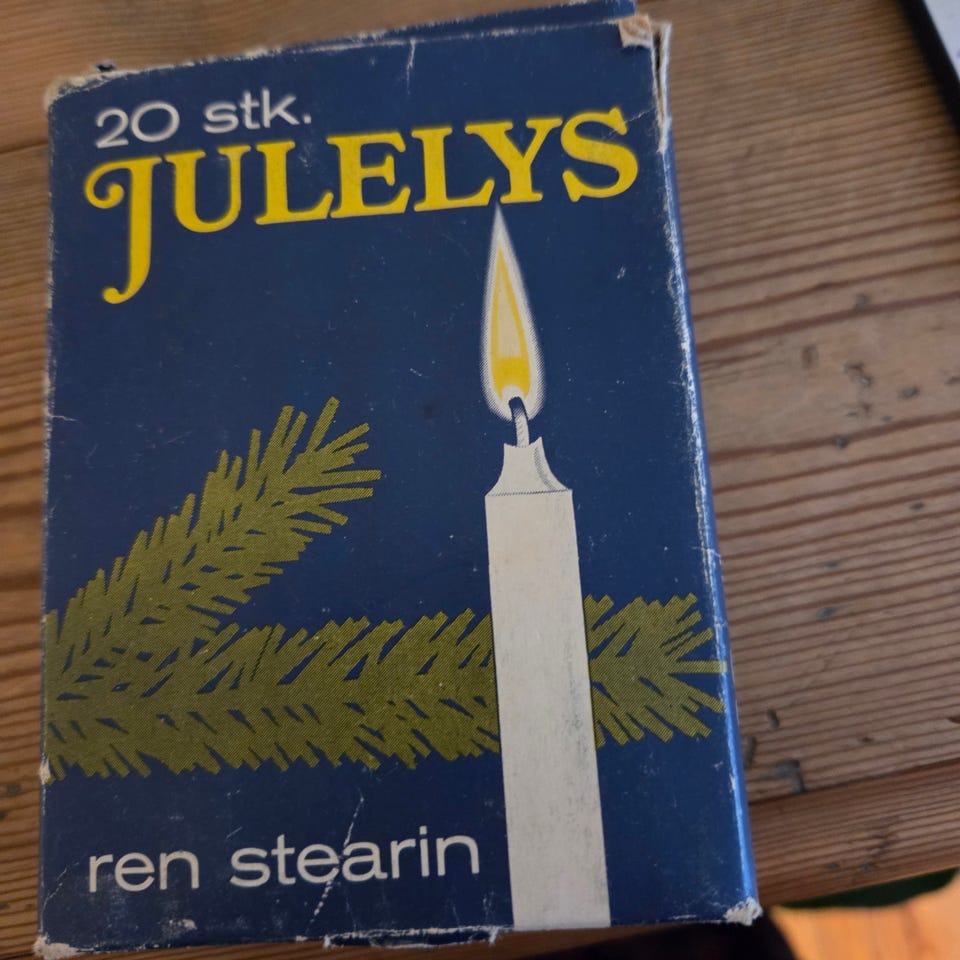 20 stk.
JULELYS
ren stearin